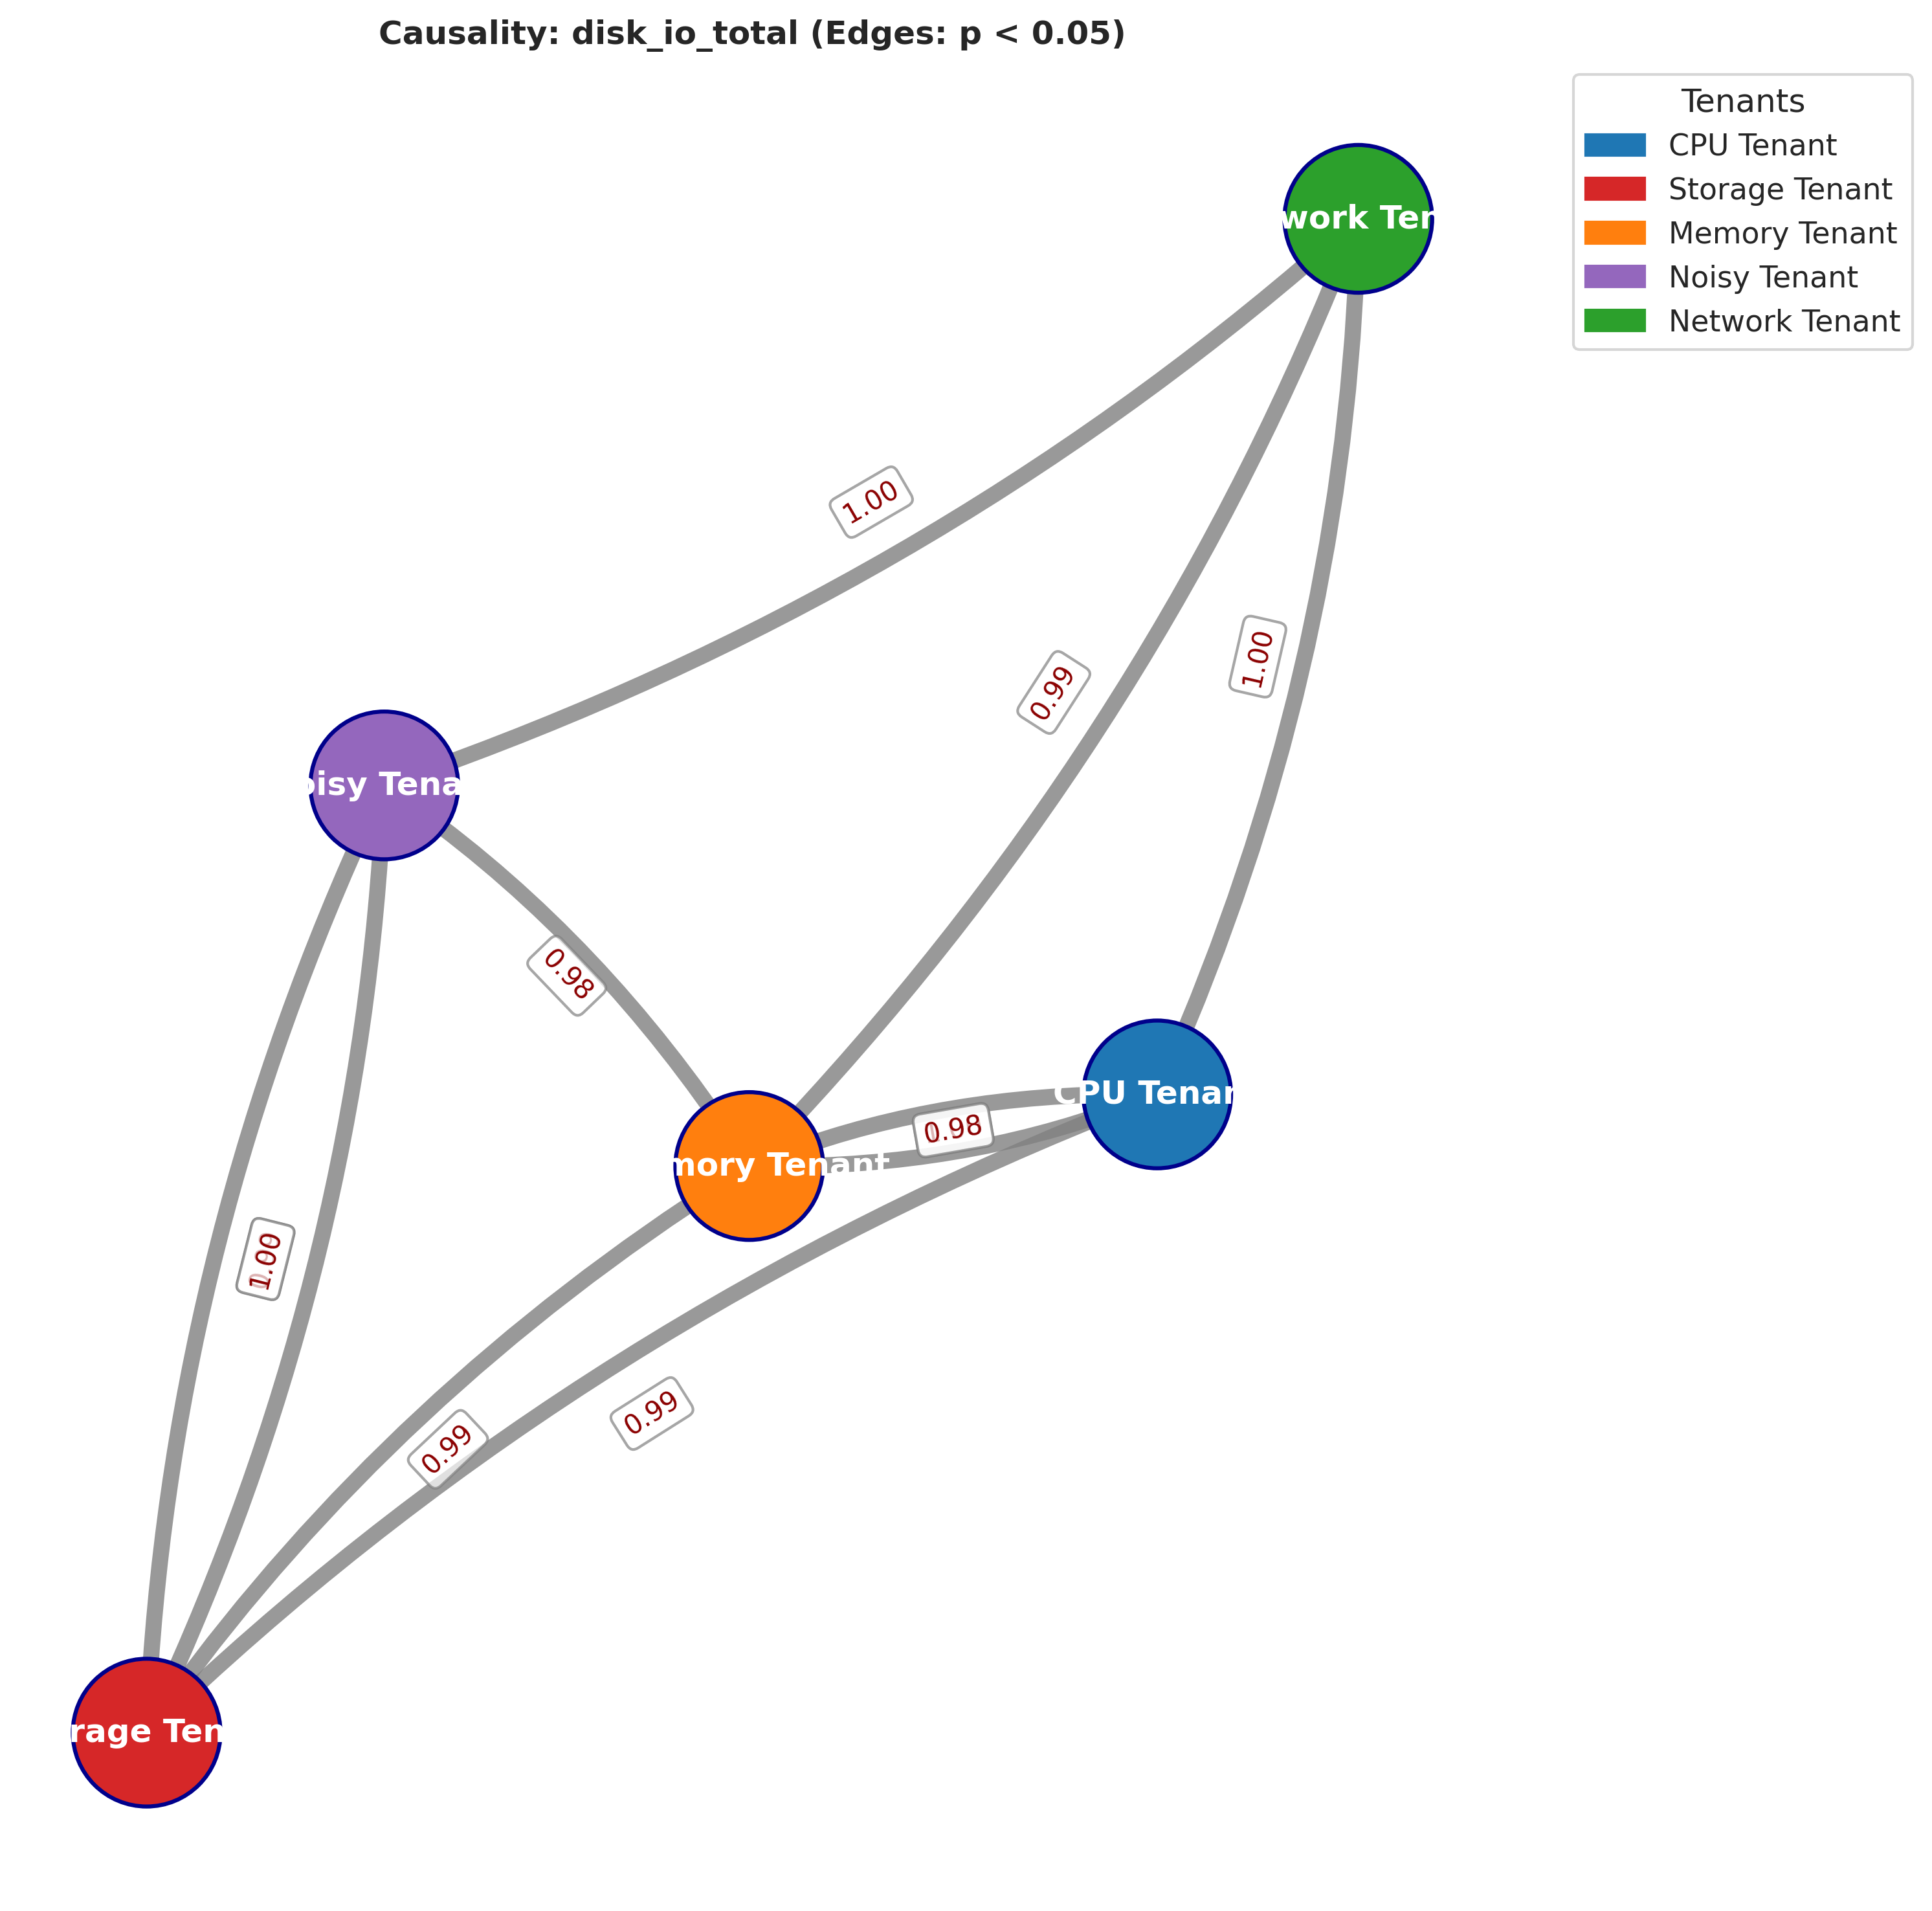 Causality: disk_io_total (Edges: p < 0.05)
Tenants
CPU Tenant
Storage Tenant
Memory Tenant
Noisy Tenant
Network Tenant
work Ten
1.00
0.99
1.00
oisy Tena
0.98
CPU Tenan
0.98
mory Tenant
1.00
0.99
0.99
rage Ten